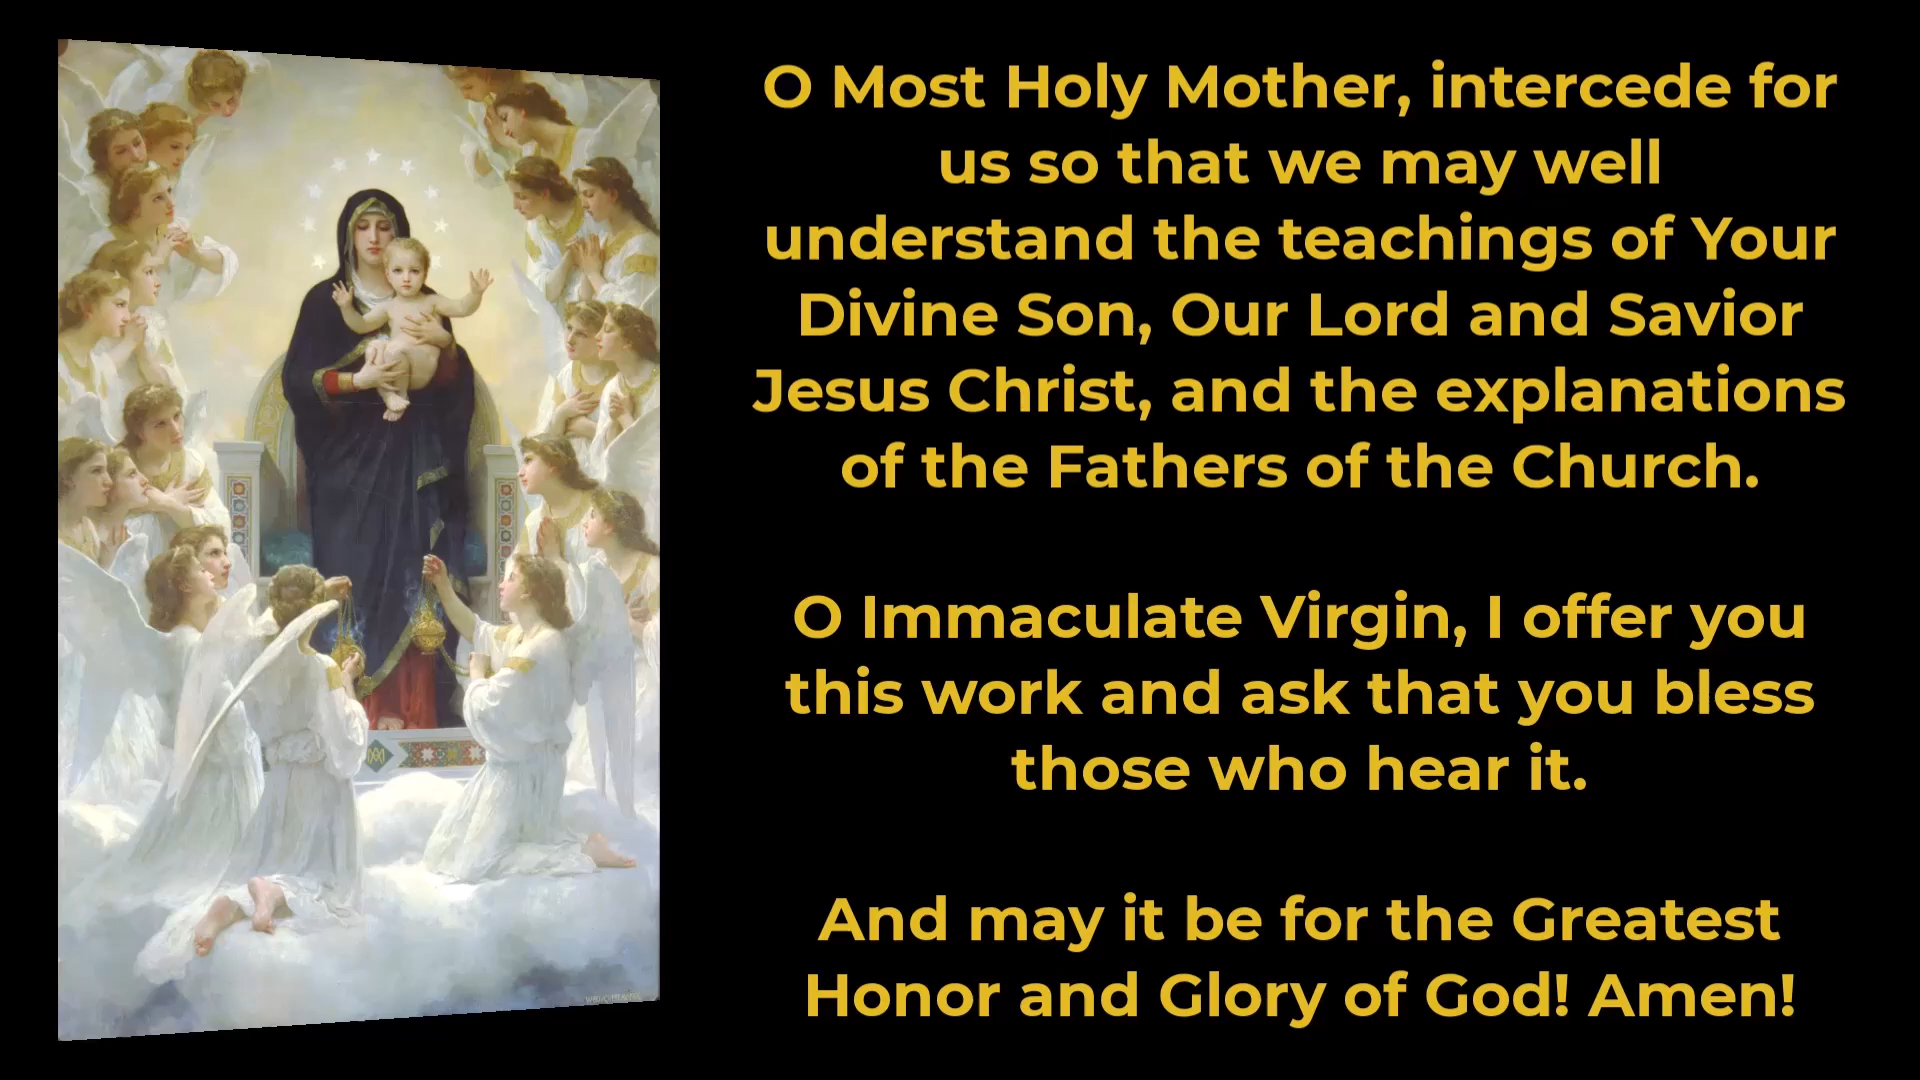 O Most Holy Mother, intercede for
us so that we may well
understand the teachings of Your
Divine Son, Our Lord and Savior
Jesus Christ, and the explanations
of the Fathers of the Church.
O Immaculate Virgin, I offer you
this work and ask that you bless
those who hear it.
And may it be for the Greatest
Honor and Glory of God! Amen!